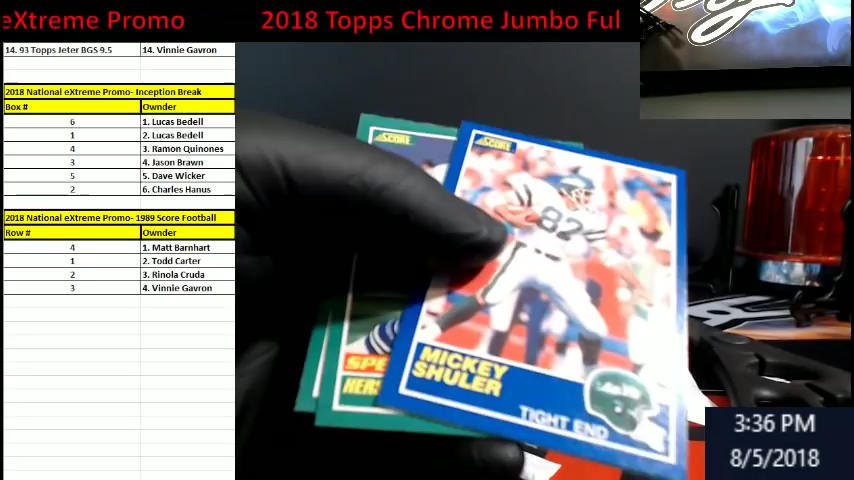 eXtreme Promo
2018 Topps Chrome Jumbo Ful
14. 93 Topps Jeter BGS 9.5 14. Vinnie Gavron
2018 National eXtreme Promo- Inception Break
Box # Ownder
6 1. Lucas Bedell
1 2. Lucas Bedell
4 3. Ramon Quinones
3 4. Jason Brawn
5 5. Dave Wicker
2 6. Charles Hanus
2018 National eXtreme Promo- 1989 Score Football
Row # Ownder
4 1. Matt Barnhart
1 2. Todd Carter
2 3. Rinola Cruda
3 4. Vinnie Gavron
SCORE
SCORE
82
MICKEY
SHULER
TIGHT END
SPE
HERS
3:36 PM
8/5/2018